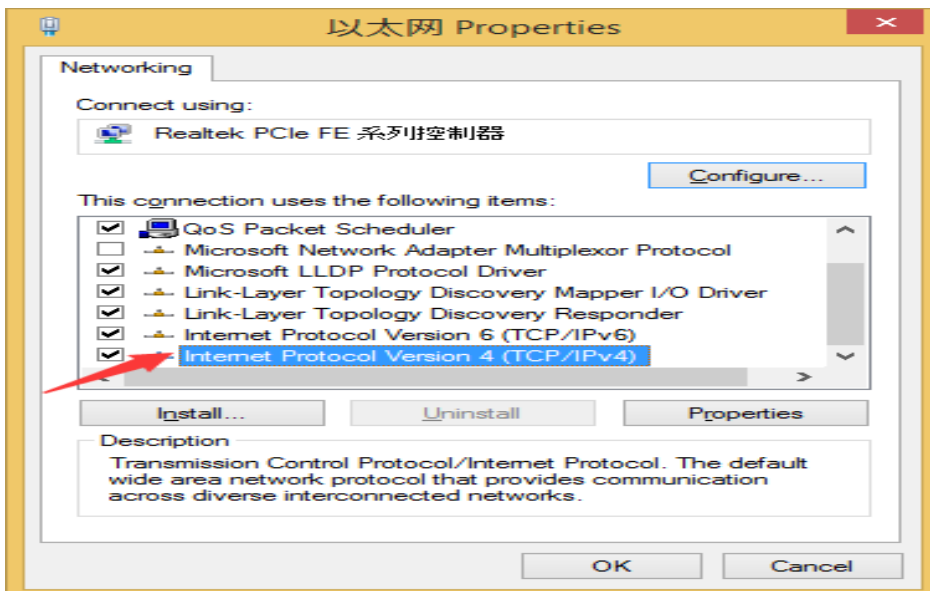 以太网 Properties
Networking
Connect using:
Realtek PCIe FE 系列控制器
Configure...
This connection uses the following items:
QoS Packet Scheduler
Microsoft Network Adapter Multiplexor Protocol
Microsoft LLDP Protocol Driver
Link-Layer Topology Discovery Mapper I/O Driver
Link-Layer Topology Discovery Responder
Internet Protocol Version 6 (TCP/IPv6)
Internet Protocol Version 4 (TCP/IPv4)
Install... Uninstall Properties
Description
Transmission Control Protocol/Internet Protocol. The default
wide area network protocol that provides communication
across diverse interconnected networks.
OK Cancel